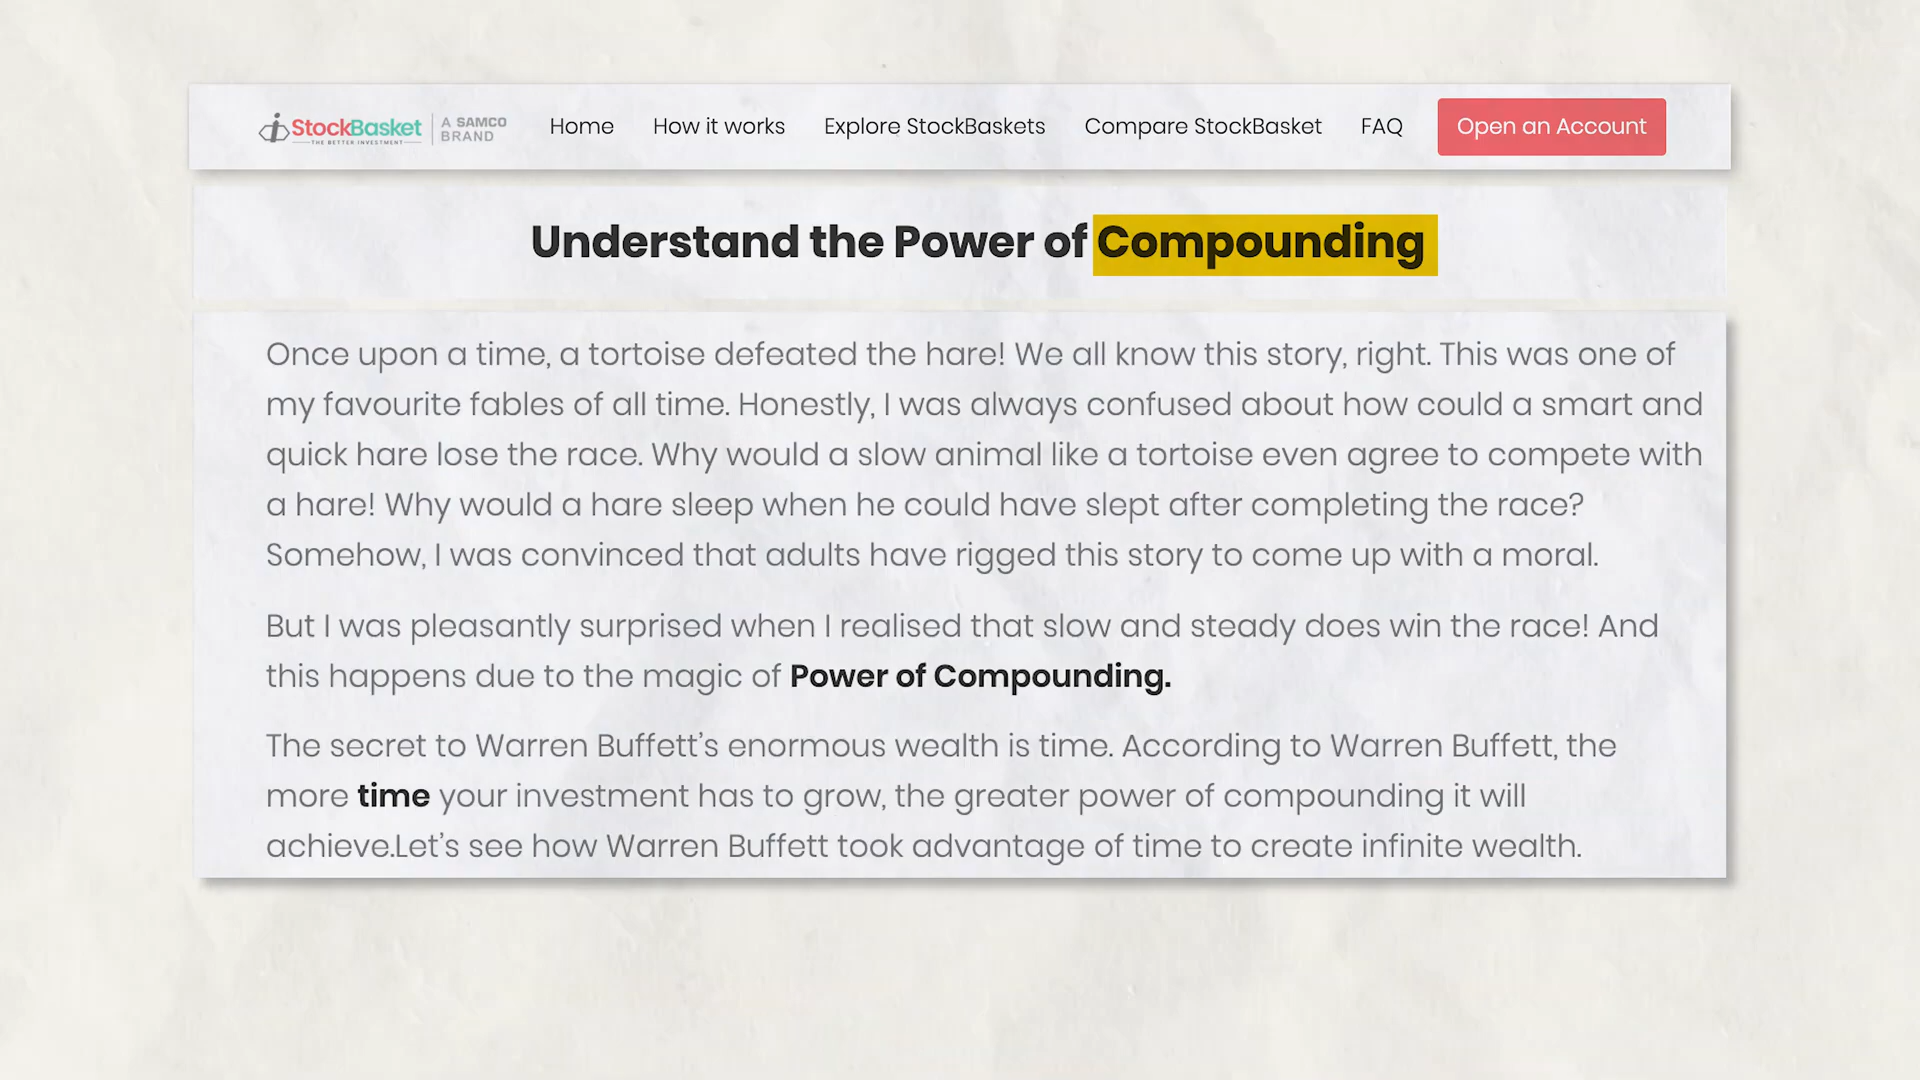 StockBasket
THE BETTER INVESTMENT
A SAMCO
BRAND
Home
How it works
Explore StockBaskets
Compare StockBasket
FAQ
Open an Account
Understand the Power of Compounding
Once upon a time, a tortoise defeated the hare! We all know this story, right. This was one of
my favourite fables of all time. Honestly, I was always confused about how could a smart and
quick hare lose the race. Why would a slow animal like a tortoise even agree to compete with
a hare! Why would a hare sleep when he could have slept after completing the race?
Somehow, I was convinced that adults have rigged this story to come up with a moral.
But I was pleasantly surprised when I realised that slow and steady does win the race! And
this happens due to the magic of Power of Compounding.
The secret to Warren Buffett’s enormous wealth is time. According to Warren Buffett, the
more time your investment has to grow, the greater power of compounding it will
achieve.Let’s see how Warren Buffett took advantage of time to create infinite wealth.